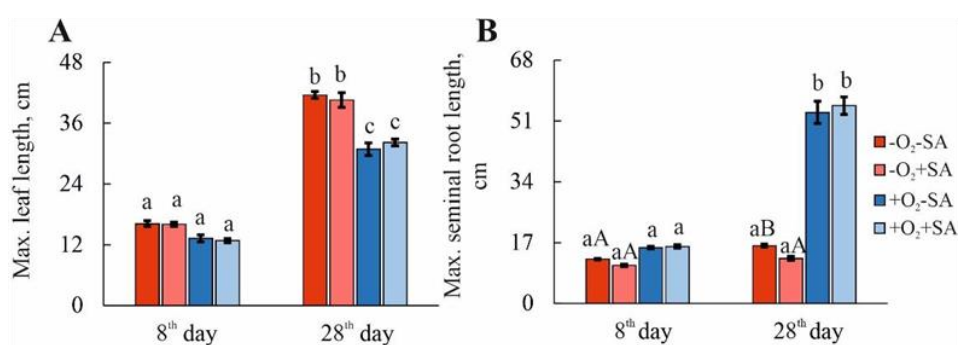 A
Max. leaf length, cm
48
36
24
12
0
a a a a
b b c c
8th day
28th day
B
Max. seminal root length,
cm
68
51
34
17
0
aA aA a a
aB aA b b
8th day
28th day
-O₂-SA
-O₂+SA
+O₂-SA
+O₂+SA